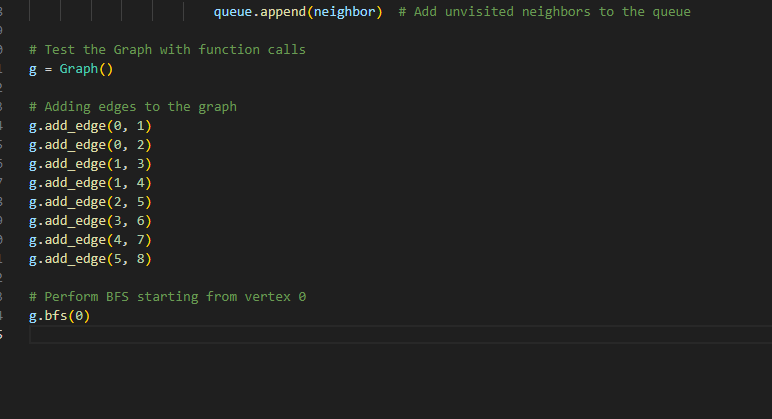 queue.append(neighbor)  # Add unvisited neighbors to the queue
# Test the Graph with function calls
g = Graph()
# Adding edges to the graph
g.add_edge(0, 1)
g.add_edge(0, 2)
g.add_edge(1, 3)
g.add_edge(1, 4)
g.add_edge(2, 5)
g.add_edge(3, 6)
g.add_edge(4, 7)
g.add_edge(5, 8)
# Perform BFS starting from vertex 0
g.bfs(0)